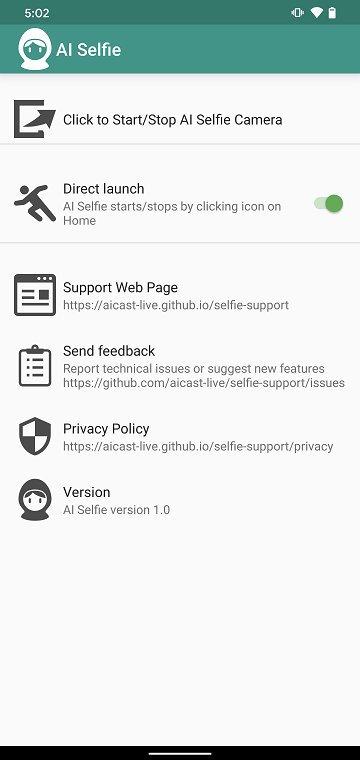 5:02
AI Selfie
Click to Start/Stop AI Selfie Camera
Direct launch
AI Selfie starts/stops by clicking icon on
Home
Support Web Page
https://aicast-live.github.io/selfie-support
Send feedback
Report technical issues or suggest new features
https://github.com/aicast-live/selfie-support/issues
Privacy Policy
https://aicast-live.github.io/selfie-support/privacy
Version
AI Selfie version 1.0